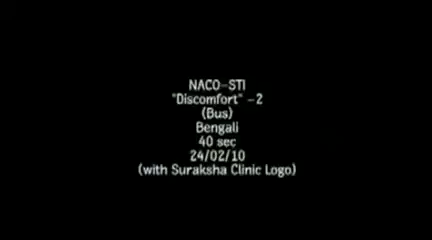 NACO-STI
"Discomfort" -2
(Bus)
Bengali
40 sec
24/02/10
(with Suraksha Clinic Logo)